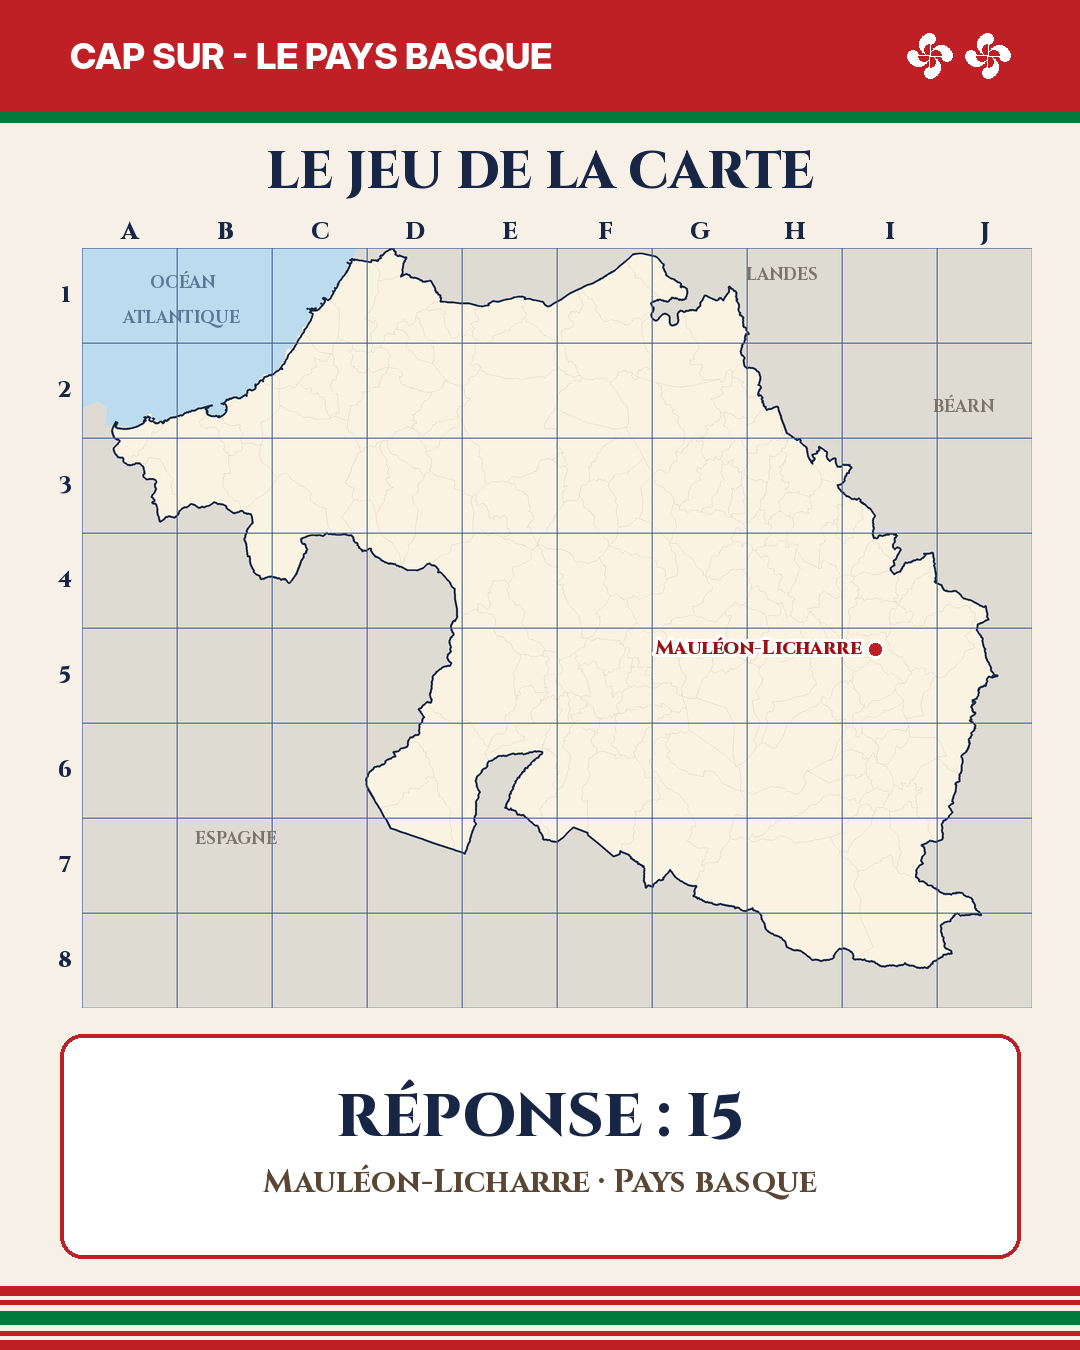 CAP SUR - LE PAYS BASQUE
LE JEU DE LA CARTE
A B C D E F G H I J
OCÉAN
ATLANTIQUE
LANDES
1
2
BÉARN
3
4
MAULÉON-LICHARRE
5
6
ESPAGNE
7
8
RÉPONSE : I5
MAULÉON-LICHARRE · PAYS BASQUE